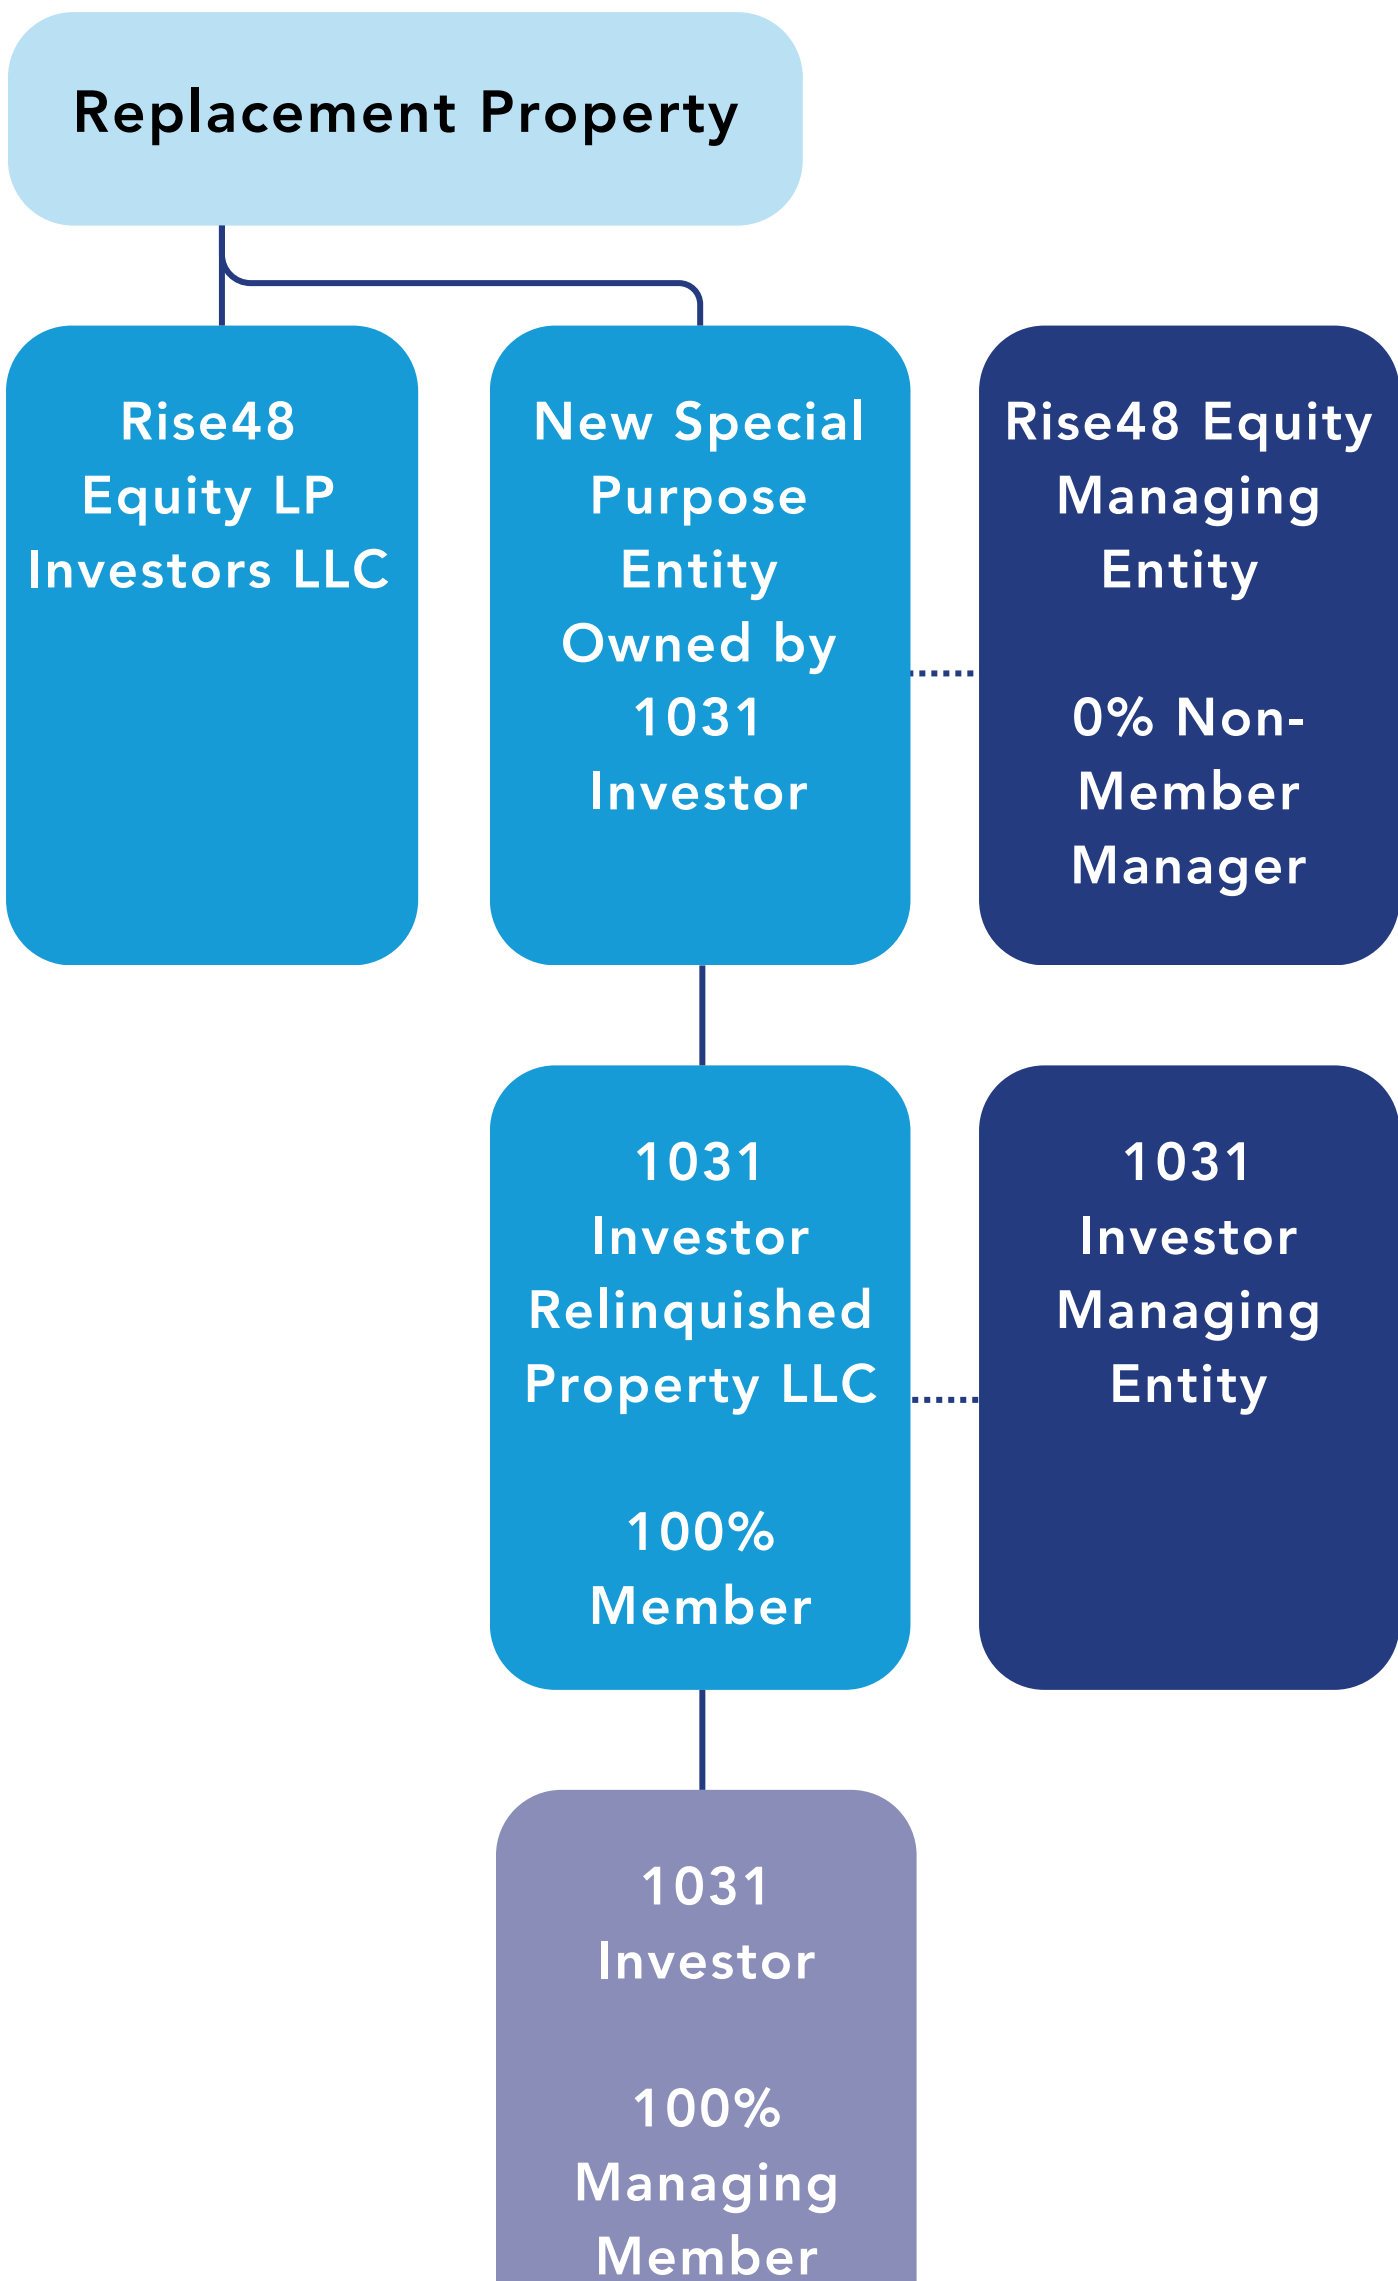 Replacement Property
Rise48
Equity LP
Investors LLC
New Special
Purpose
Entity
Owned by
1031
Investor
Rise48 Equity
Managing
Entity
0% Non-
Member
Manager
1031
Investor
Relinquished
Property LLC
100%
Member
1031
Investor
Managing
Entity
1031
Investor
100%
Managing
Member